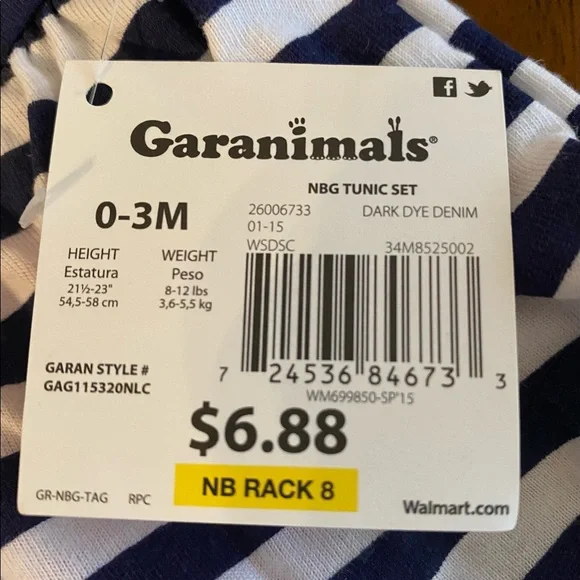 Garanimals®
NBG TUNIC SET
0-3M
26006733 DARK DYE DENIM
01-15
WSDSC 34M8525002
HEIGHT WEIGHT
Estatura Peso
21½-23" 8-12 lbs
54,5-58 cm 3,6-5,5 kg
GARAN STYLE #
GAG115320NLC
7 24536 84673 3
WM699850-SP'15
$6.88
NB RACK 8
GR-NBG-TAG RPC
Walmart.com